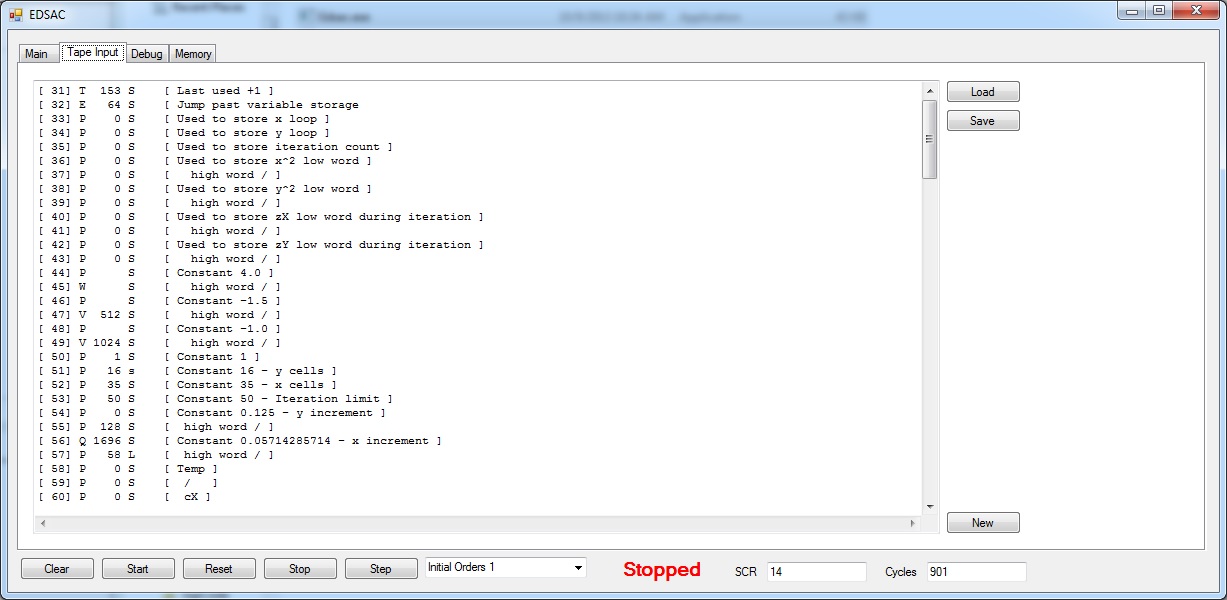 EDSAC
Main Tape Input Debug Memory
[ 31] T  153 S    [ Last used +1 ]
[ 32] E   64 S    [ Jump past variable storage
[ 33] P    0 S    [ Used to store x loop ]
[ 34] P    0 S    [ Used to store y loop ]
[ 35] P    0 S    [ Used to store iteration count ]
[ 36] P    0 S    [ Used to store x^2 low word ]
[ 37] P    0 S    [   high word / ]
[ 38] P    0 S    [ Used to store y^2 low word ]
[ 39] P    0 S    [   high word / ]
[ 40] P    0 S    [ Used to store zX low word during iteration ]
[ 41] P    0 S    [   high word / ]
[ 42] P    0 S    [ Used to store zY low word during iteration ]
[ 43] P    0 S    [   high word / ]
[ 44] P      S    [ Constant 4.0 ]
[ 45] W      S    [   high word / ]
[ 46] P      S    [ Constant -1.5 ]
[ 47] V  512 S    [   high word / ]
[ 48] P      S    [ Constant -1.0 ]
[ 49] V 1024 S    [   high word / ]
[ 50] P    1 S    [ Constant 1 ]
[ 51] P   16 s    [ Constant 16 - y cells ]
[ 52] P   35 S    [ Constant 35 - x cells ]
[ 53] P   50 S    [ Constant 50 - Iteration limit ]
[ 54] P    0 S    [ Constant 0.125 - y increment ]
[ 55] P  128 S    [  high word / ]
[ 56] Q 1696 S    [ Constant 0.05714285714 - x increment ]
[ 57] P   58 L    [  high word / ]
[ 58] P    0 S    [ Temp ]
[ 59] P    0 S    [  /   ]
[ 60] P    0 S    [  cX ]
Load
Save
New
Clear Start Reset Stop Step Initial Orders 1 Stopped SCR 14 Cycles 901